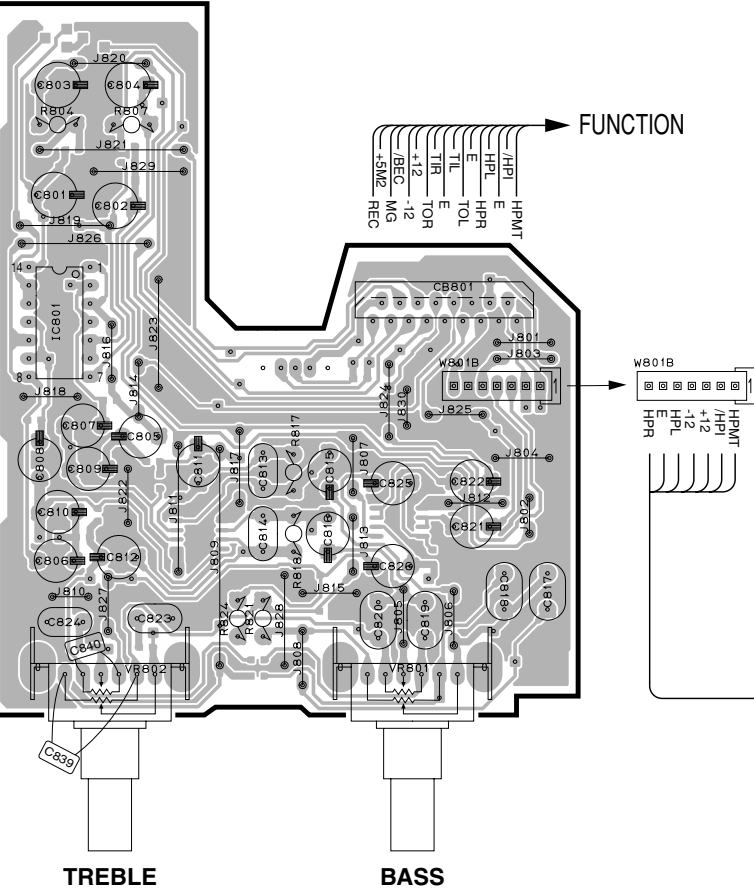 J820
C803
C804
R804
R807
J821
J829
FUNCTION
+5M2
/BEC
-12
+12
TIR
E
TIL
E
HPL
/HPI
REC
MG
TOR
TOL
HPR
E
HPMT
C801
C802
J819
J826
14
1
IC801
8
7
J816
J823
J814
J818
CB801
J801
J803
W801B
1
W801B
1
HPR
E
HPL
-12
+12
/HPI
HPMT
J824
J830
J825
J804
C807
C805
C808
C809
C811
J817
C813
R817
C815
J807
C825
C822
J812
C821
J802
C810
J822
J811
J809
C814
R818
C816
J813
C806
C812
C826
J810
J827
J815
C824
C823
R824
R821
J828
J808
C820
J805
C819
J806
C818
C817
C840
VR802
VR801
C839
TREBLE
BASS